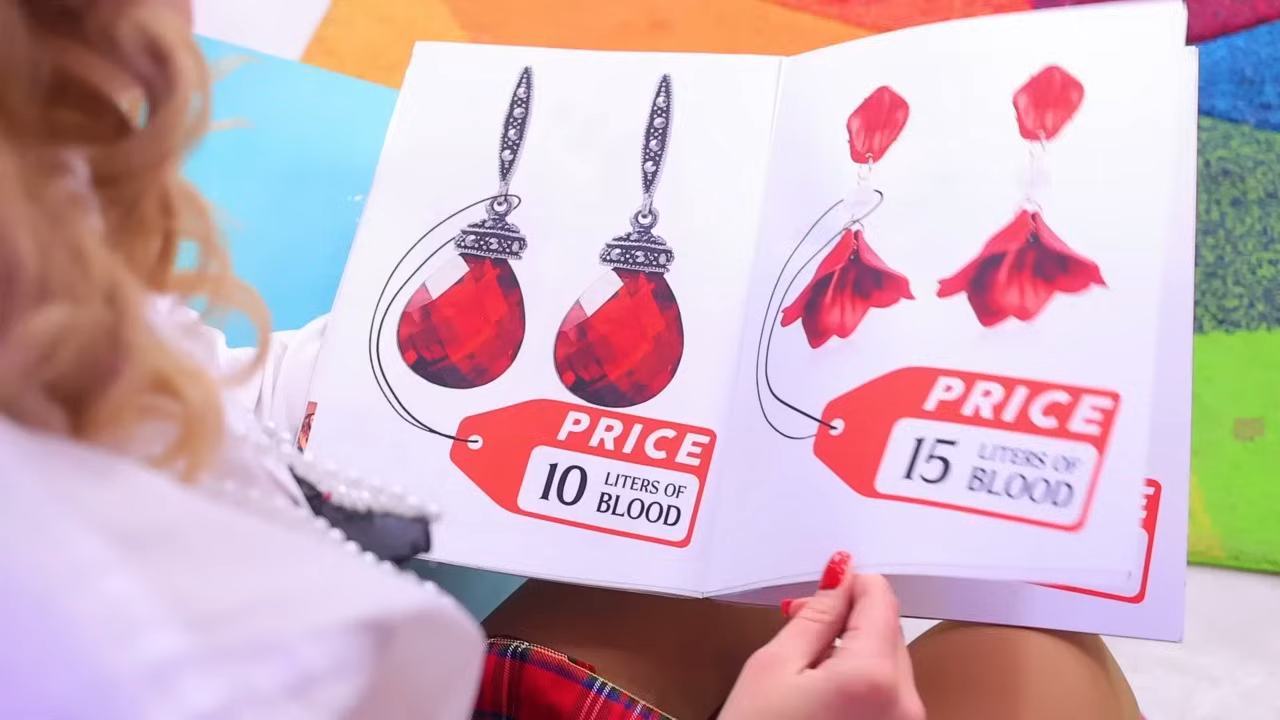 PRICE
10 LITERS OF
BLOOD
PRICE
15 LITERS OF
BLOOD